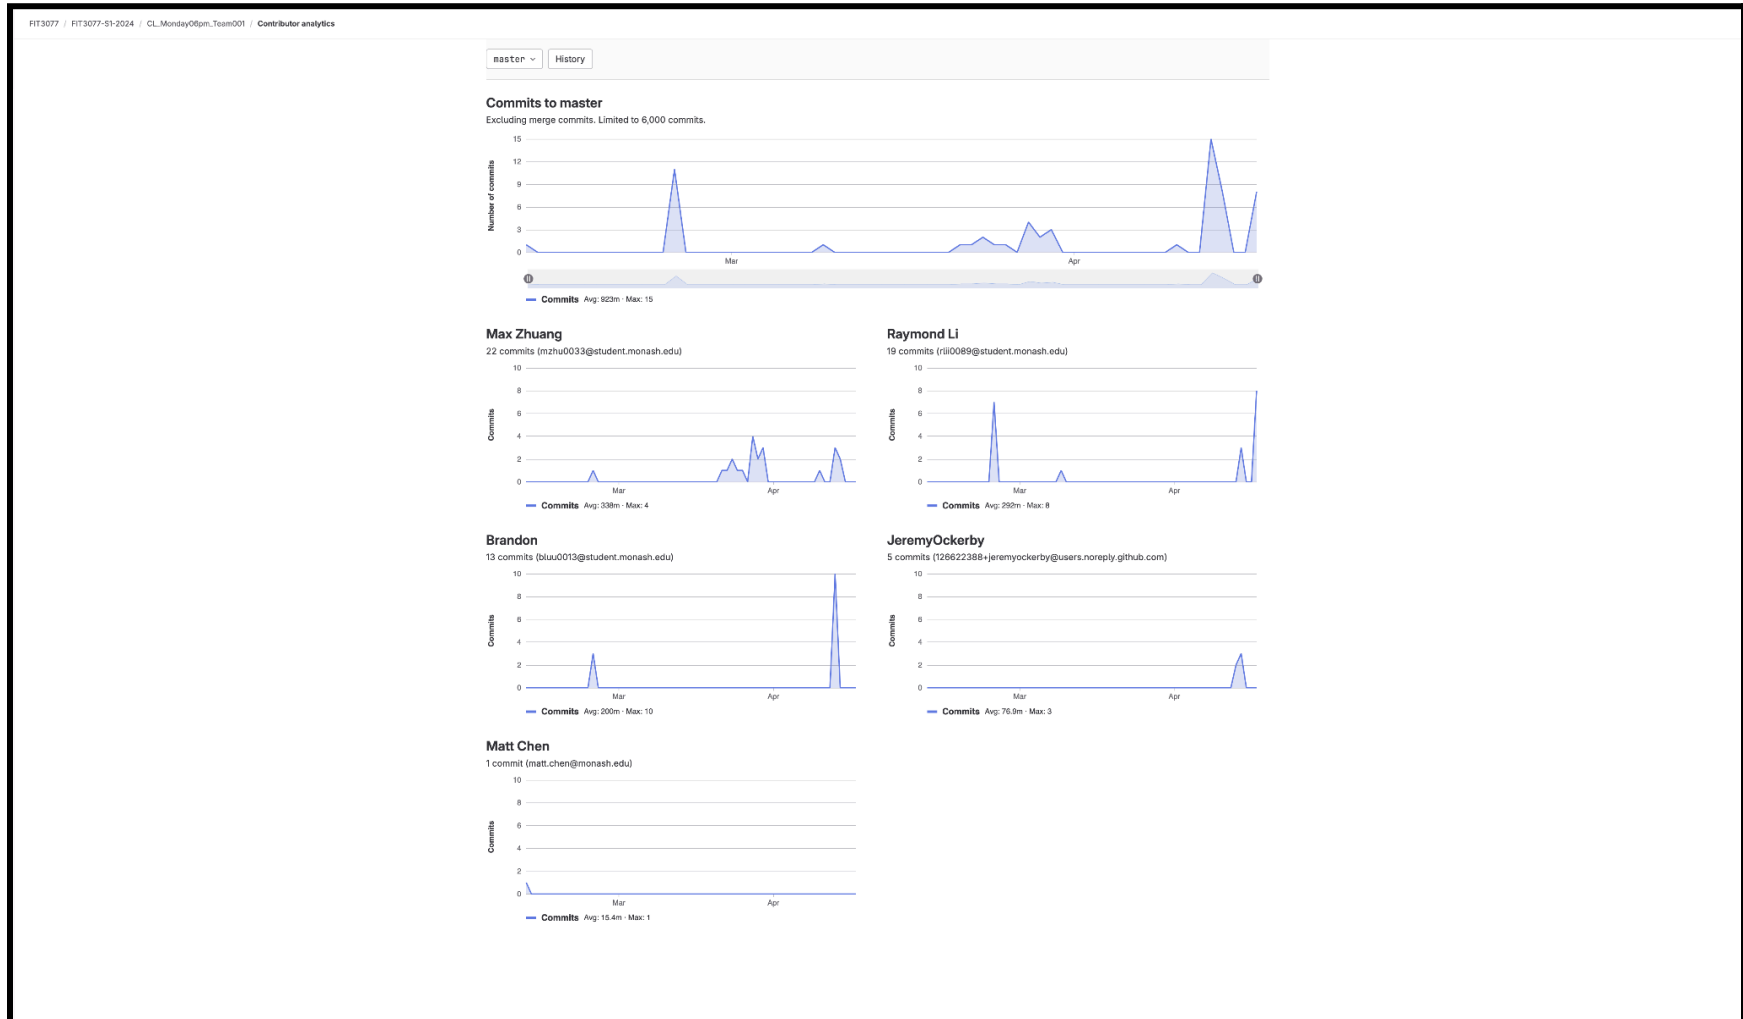 FIT3077 / FIT3077-S1-2024 / CL_Monday06pm_Team001 / Contributor analytics
master History
Commits to master
Excluding merge commits. Limited to 6,000 commits.
15
12
9
6
3
0
Number of commits
Mar Apr
Commits Avg: 923m · Max: 15
Max Zhuang
22 commits (mzhu0033@student.monash.edu)
10
8
6
4
2
0
Commits
Mar Apr
Commits Avg: 338m · Max: 4
Raymond Li
19 commits (rlii0089@student.monash.edu)
10
8
6
4
2
0
Commits
Mar Apr
Commits Avg: 292m · Max: 8
Brandon
13 commits (bluu0013@student.monash.edu)
10
8
6
4
2
0
Commits
Mar Apr
Commits Avg: 200m · Max: 10
JeremyOckerby
5 commits (126622388+jeremyockerby@users.noreply.github.com)
10
8
6
4
2
0
Commits
Mar Apr
Commits Avg: 76.9m · Max: 3
Matt Chen
1 commit (matt.chen@monash.edu)
10
8
6
4
2
0
Commits
Mar Apr
Commits Avg: 15.4m · Max: 1